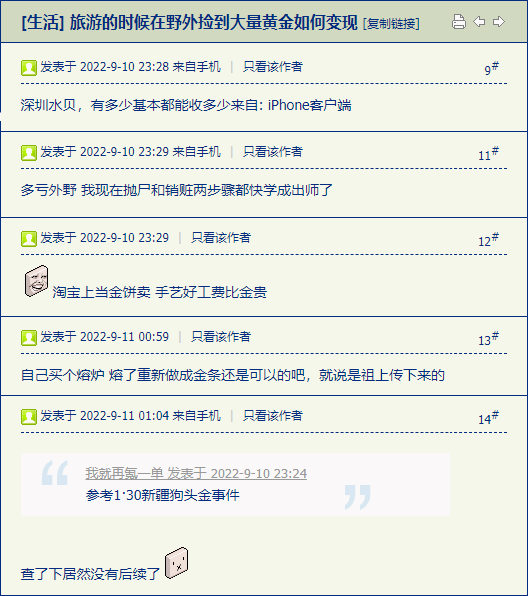 [生活] 旅游的时候在野外捡到大量黄金如何变现 [复制链接]
发表于 2022-9-10 23:28 来自手机 | 只看该作者 9#
深圳水贝，有多少基本都能收多少来自: iPhone客户端
发表于 2022-9-10 23:29 来自手机 | 只看该作者 11#
多亏外野 我现在抛尸和销赃两步骤都快学成出师了
发表于 2022-9-10 23:29 | 只看该作者 12#
淘宝上当金饼卖 手艺好工费比金贵
发表于 2022-9-11 00:59 | 只看该作者 13#
自己买个熔炉 熔了重新做成金条还是可以的吧，就说是祖上传下来的
发表于 2022-9-11 01:04 来自手机 | 只看该作者 14#
我就再氪一单 发表于 2022-9-10 23:24
参考1·30新疆狗头金事件
查了下居然没有后续了